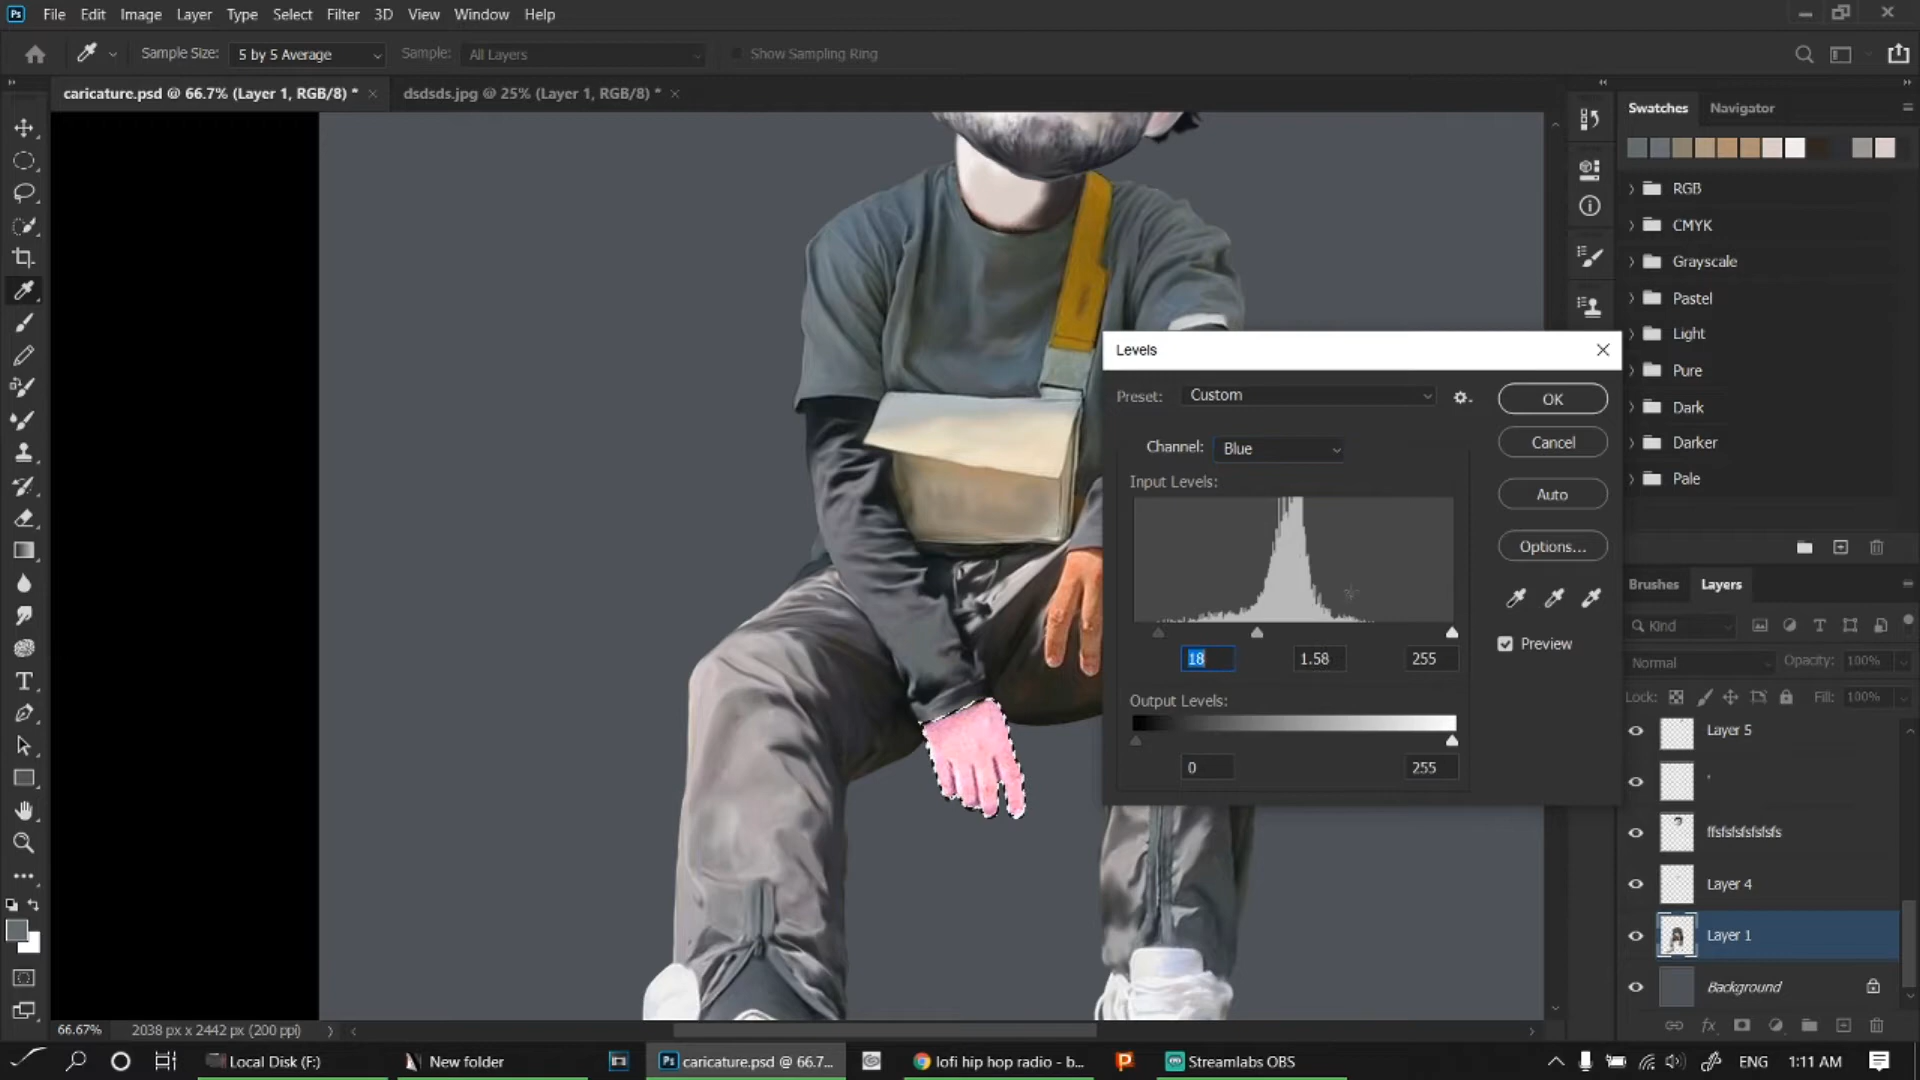 Ps File Edit Image Layer Type Select Filter 3D View Window Help
Sample Size: 5 by 5 Average Sample: All Layers Show Sampling Ring
caricature.psd @ 66.7% (Layer 1, RGB/8) * dsdsds.jpg @ 25% (Layer 1, RGB/8) *
Swatches Navigator
RGB
CMYK
Grayscale
Pastel
Light
Pure
Dark
Darker
Pale
Levels
Preset: Custom
OK
Channel: Blue
Cancel
Input Levels:
Auto
Options...
Preview
18 1.58 255
Output Levels:
0 255
Brushes Layers
Kind
Normal Opacity: 100%
Lock: Fill: 100%
Layer 5
'
ffsfsfsfsfsfs
Layer 4
Layer 1
Background
66.67% 2038 px x 2442 px (200 ppi)
Local Disk (F:) New folder Ps caricature.psd @ 66.7... lofi hip hop radio - b... P Streamlabs OBS ENG 1:11 AM